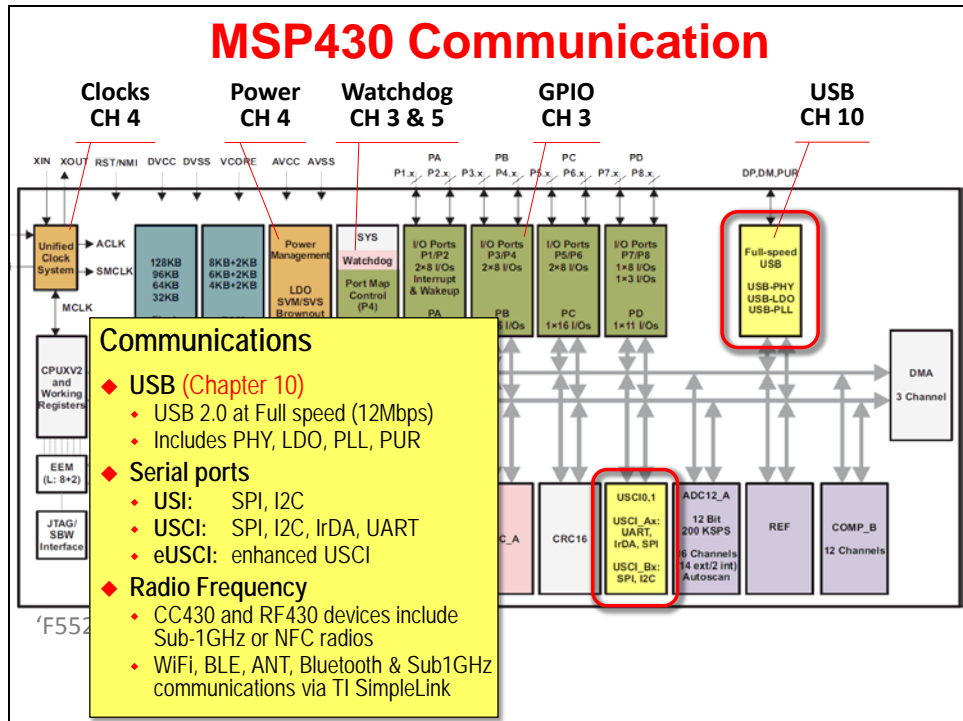 MSP430 Communication
Clocks
CH 4
Power
CH 4
Watchdog
CH 3 & 5
GPIO
CH 3
USB
CH 10
XIN
XOUT
RST/NMI
DVCC
DVSS
VCORE
AVCC
AVSS
PA
P1.x
P2.x
PB
P3.x
P4.x
PC
P5.x
P6.x
PD
P7.x
P8.x
DP,DM,PUR
Unified
Clock
System
ACLK
SMCLK
MCLK
128KB
96KB
64KB
32KB
8KB+2KB
6KB+2KB
4KB+2KB
Power
Management
LDO
SVM/SVS
Brownout
SYS
Watchdog
Port Map
Control
(P4)
I/O Ports
P1/P2
2×8 I/Os
Interrupt
& Wakeup
PA
I/O Ports
P3/P4
2×8 I/Os
PB
I/Os
I/O Ports
P5/P6
2×8 I/Os
PC
1×16 I/Os
I/O Ports
P7/P8
1×8 I/Os
1×3 I/Os
PD
1×11 I/Os
Full-speed
USB
USB-PHY
USB-LDO
USB-PLL
CPUXV2
and
Working
Registers
EEM
(L: 8+2)
JTAG/
SBW
Interface
DMA
3 Channel
Communications
USB (Chapter 10)
USB 2.0 at Full speed (12Mbps)
Includes PHY, LDO, PLL, PUR
Serial ports
USI: SPI, I2C
USCI: SPI, I2C, IrDA, UART
eUSCI: enhanced USCI
Radio Frequency
CC430 and RF430 devices include
Sub-1GHz or NFC radios
WiFi, BLE, ANT, Bluetooth & Sub1GHz
communications via TI SimpleLink
C_A
CRC16
USCI0,1
USCI_Ax:
UART,
IrDA, SPI
USCI_Bx:
SPI, I2C
ADC12_A
12 Bit
200 KSPS
16 Channels
(14 ext/2 int)
Autoscan
REF
COMP_B
12 Channels
'F552